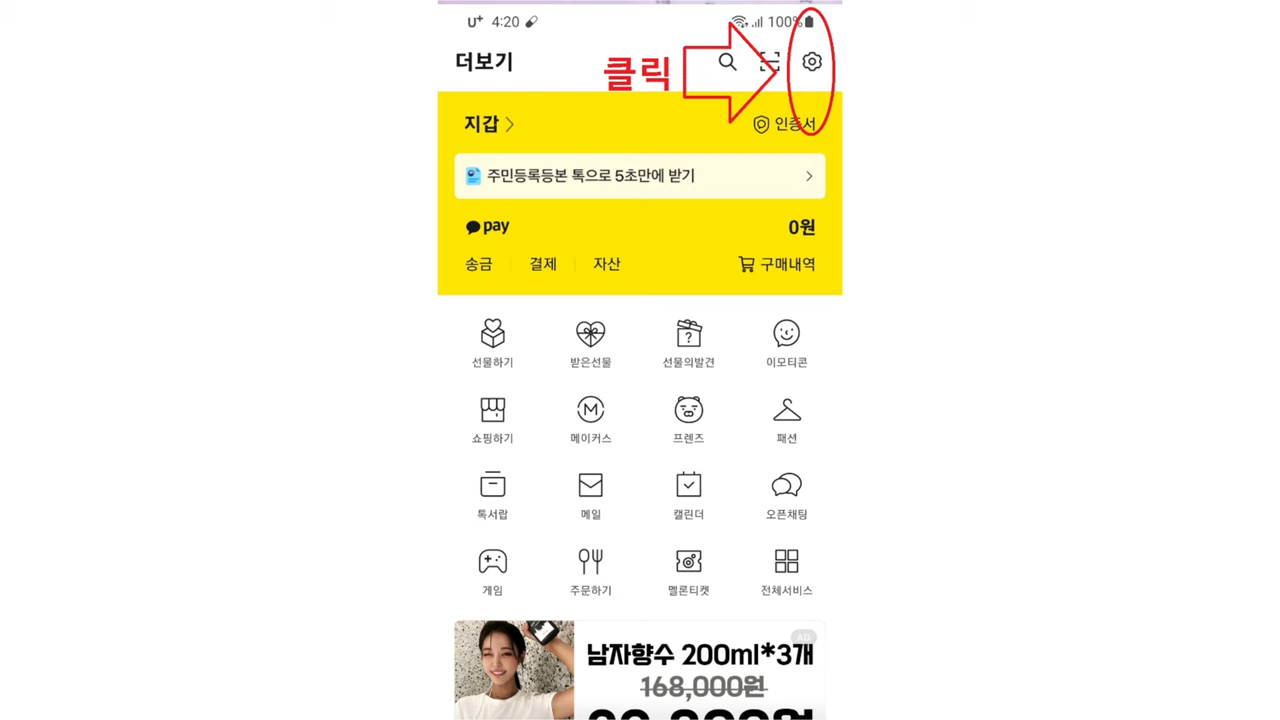 U+ 4:20 100%
더보기
클릭
지갑
인증서
주민등록등본 톡으로 5초만에 받기
pay 0원
송금 결제 자산 구매내역
선물하기 받은선물 선물의발견 이모티콘
쇼핑하기 메이커스 프렌즈 패션
톡서랍 메일 캘린더 오픈채팅
게임 주문하기 멜론티켓 전체서비스
AD
남자향수 200ml*3개
168,000원